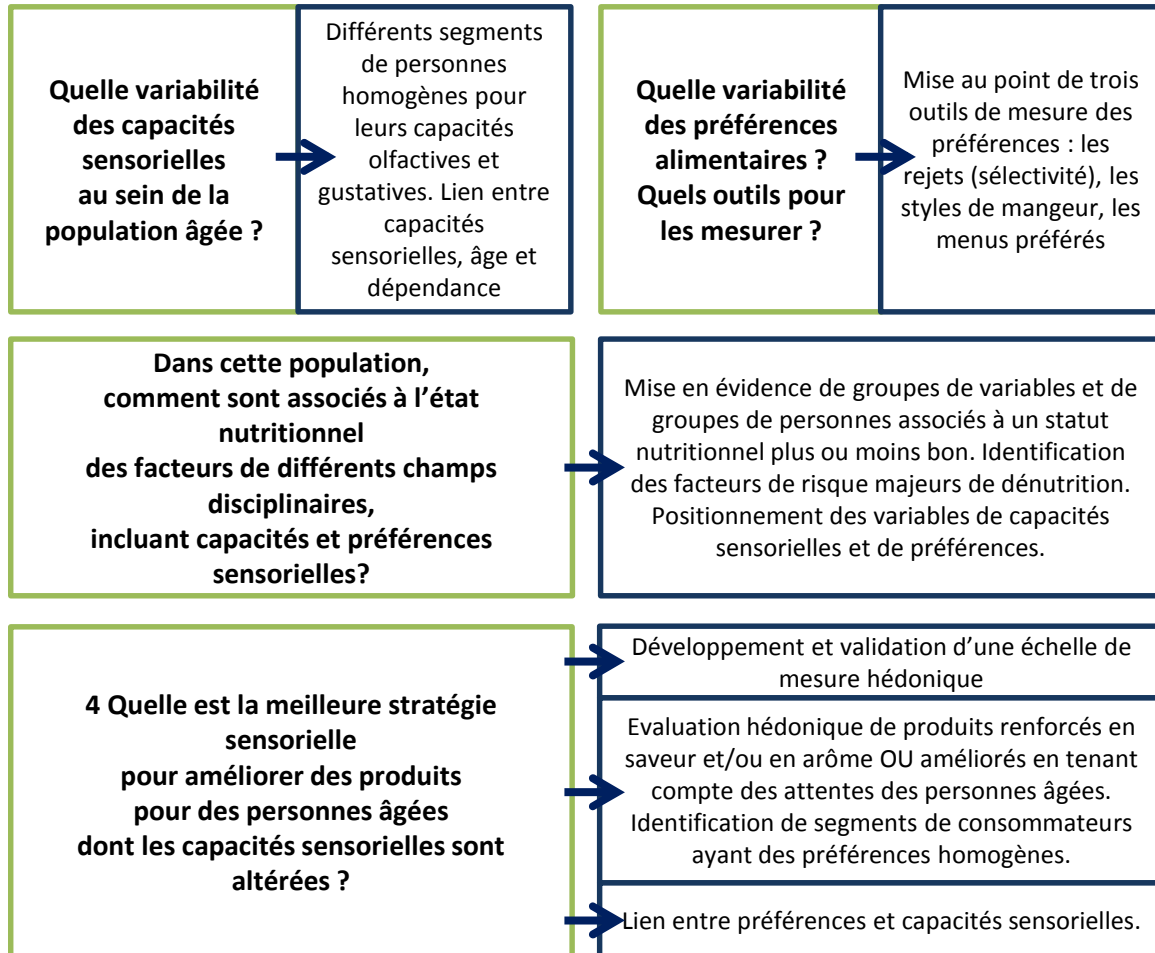 Quelle variabilité
des capacités
sensorielles
au sein de la
population âgée ?
Différents segments
de personnes
homogènes pour
leurs capacités
olfactives et
gustatives. Lien entre
capacités
sensorielles, âge et
dépendance
Quelle variabilité
des préférences
alimentaires ?
Quels outils pour
les mesurer ?
Mise au point de trois
outils de mesure des
préférences : les
rejets (sélectivité), les
styles de mangeur, les
menus préférés
Dans cette population,
comment sont associés à l’état
nutritionnel
des facteurs de différents champs
disciplinaires,
incluant capacités et préférences
sensorielles?
Mise en évidence de groupes de variables et de
groupes de personnes associés à un statut
nutritionnel plus ou moins bon. Identification
des facteurs de risque majeurs de dénutrition.
Positionnement des variables de capacités
sensorielles et de préférences.
4 Quelle est la meilleure stratégie
sensorielle
pour améliorer des produits
pour des personnes âgées
dont les capacités sensorielles sont
altérées ?
Développement et validation d’une échelle de
mesure hédonique
Evaluation hédonique de produits renforcés en
saveur et/ou en arôme OU améliorés en tenant
compte des attentes des personnes âgées.
Identification de segments de consommateurs
ayant des préférences homogènes.
Lien entre préférences et capacités sensorielles.